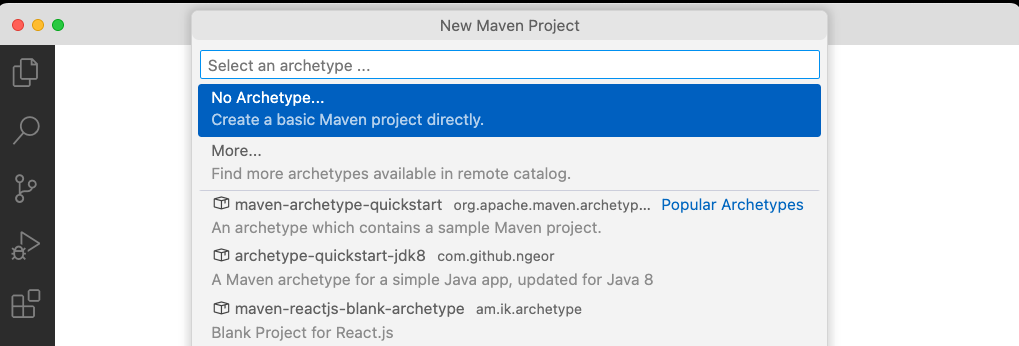 New Maven Project
Select an archetype ...
No Archetype...
Create a basic Maven project directly.
More...
Find more archetypes available in remote catalog.
maven-archetype-quickstart org.apache.maven.archetyp... Popular Archetypes
An archetype which contains a sample Maven project.
archetype-quickstart-jdk8 com.github.ngeor
A Maven archetype for a simple Java app, updated for Java 8
maven-reactjs-blank-archetype am.ik.archetype
Blank Project for React.js